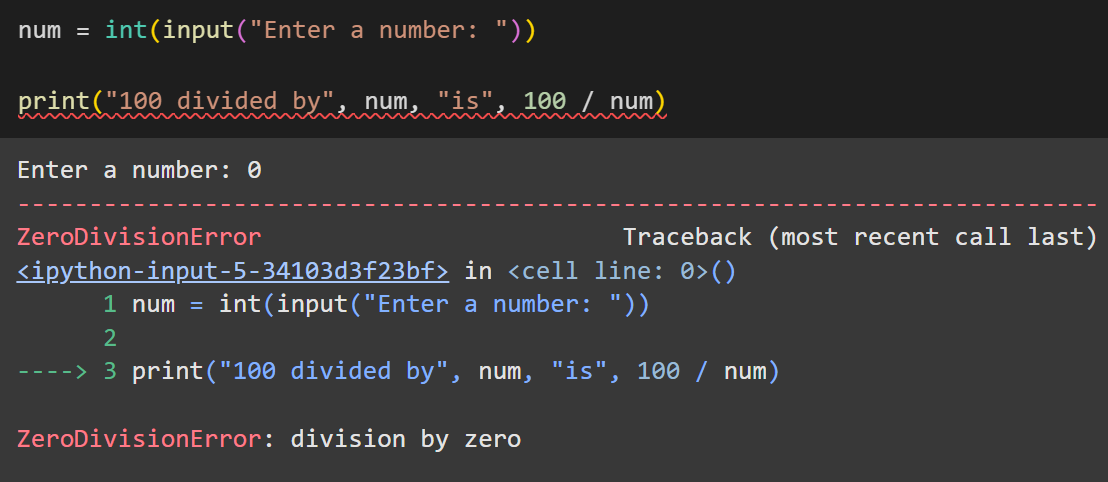 num = int(input("Enter a number: "))
print("100 divided by", num, "is", 100 / num)
Enter a number: 0
---------------------------------------------------------------------------
ZeroDivisionError                         Traceback (most recent call last)
<ipython-input-5-34103d3f23bf> in <cell line: 0>()
      1 num = int(input("Enter a number: "))
      2
----> 3 print("100 divided by", num, "is", 100 / num)
ZeroDivisionError: division by zero